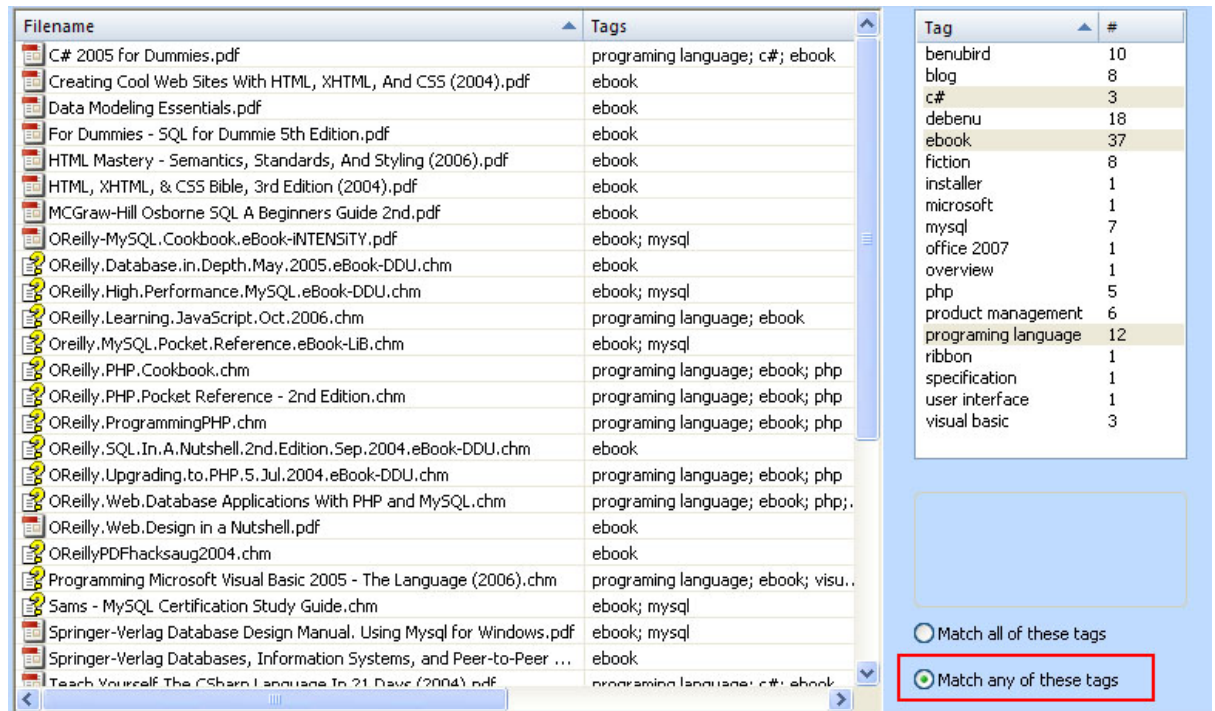 Filename Tags
C# 2005 for Dummies.pdf programing language; c#; ebook
Creating Cool Web Sites With HTML, XHTML, And CSS (2004).pdf ebook
Data Modeling Essentials.pdf ebook
For Dummies - SQL for Dummie 5th Edition.pdf ebook
HTML Mastery - Semantics, Standards, And Styling (2006).pdf ebook
HTML, XHTML, & CSS Bible, 3rd Edition (2004).pdf ebook
MCGraw-Hill Osborne SQL A Beginners Guide 2nd.pdf ebook
OReilly-MySQL.Cookbook.eBook-iNTENSiTY.pdf ebook; mysql
OReilly.Database.in.Depth.May.2005.eBook-DDU.chm ebook
OReilly.High.Performance.MySQL.eBook-DDU.chm ebook; mysql
OReilly.Learning.JavaScript.Oct.2006.chm programing language; ebook
Oreilly.MySQL.Pocket.Reference.eBook-LiB.chm ebook; mysql
OReilly.PHP.Cookbook.chm programing language; ebook; php
OReilly.PHP.Pocket Reference - 2nd Edition.chm programing language; ebook; php
OReilly.ProgrammingPHP.chm programing language; ebook; php
OReilly.SQL.In.A.Nutshell.2nd.Edition.Sep.2004.eBook-DDU.chm ebook
OReilly.Upgrading.to.PHP.5.Jul.2004.eBook-DDU.chm programing language; ebook; php
OReilly.Web.Database Applications With PHP and MySQL.chm programing language; ebook; php;.
OReilly.Web.Design in a Nutshell.pdf ebook
OReillyPDFhacksaug2004.chm ebook
Programming Microsoft Visual Basic 2005 - The Language (2006).chm programing language; ebook; visu..
Sams - MySQL Certification Study Guide.chm ebook; mysql
Springer-Verlag Database Design Manual. Using Mysql for Windows.pdf ebook; mysql
Springer-Verlag Databases, Information Systems, and Peer-to-Peer ... ebook
Teach Yourself The CSharp Language In 21 Days (2004).pdf programing language; c#; ebook
Tag #
benubird 10
blog 8
c# 3
debenu 18
ebook 37
fiction 8
installer 1
microsoft 1
mysql 7
office 2007 1
overview 1
php 5
product management 6
programing language 12
ribbon 1
specification 1
user interface 1
visual basic 3
Match all of these tags
Match any of these tags